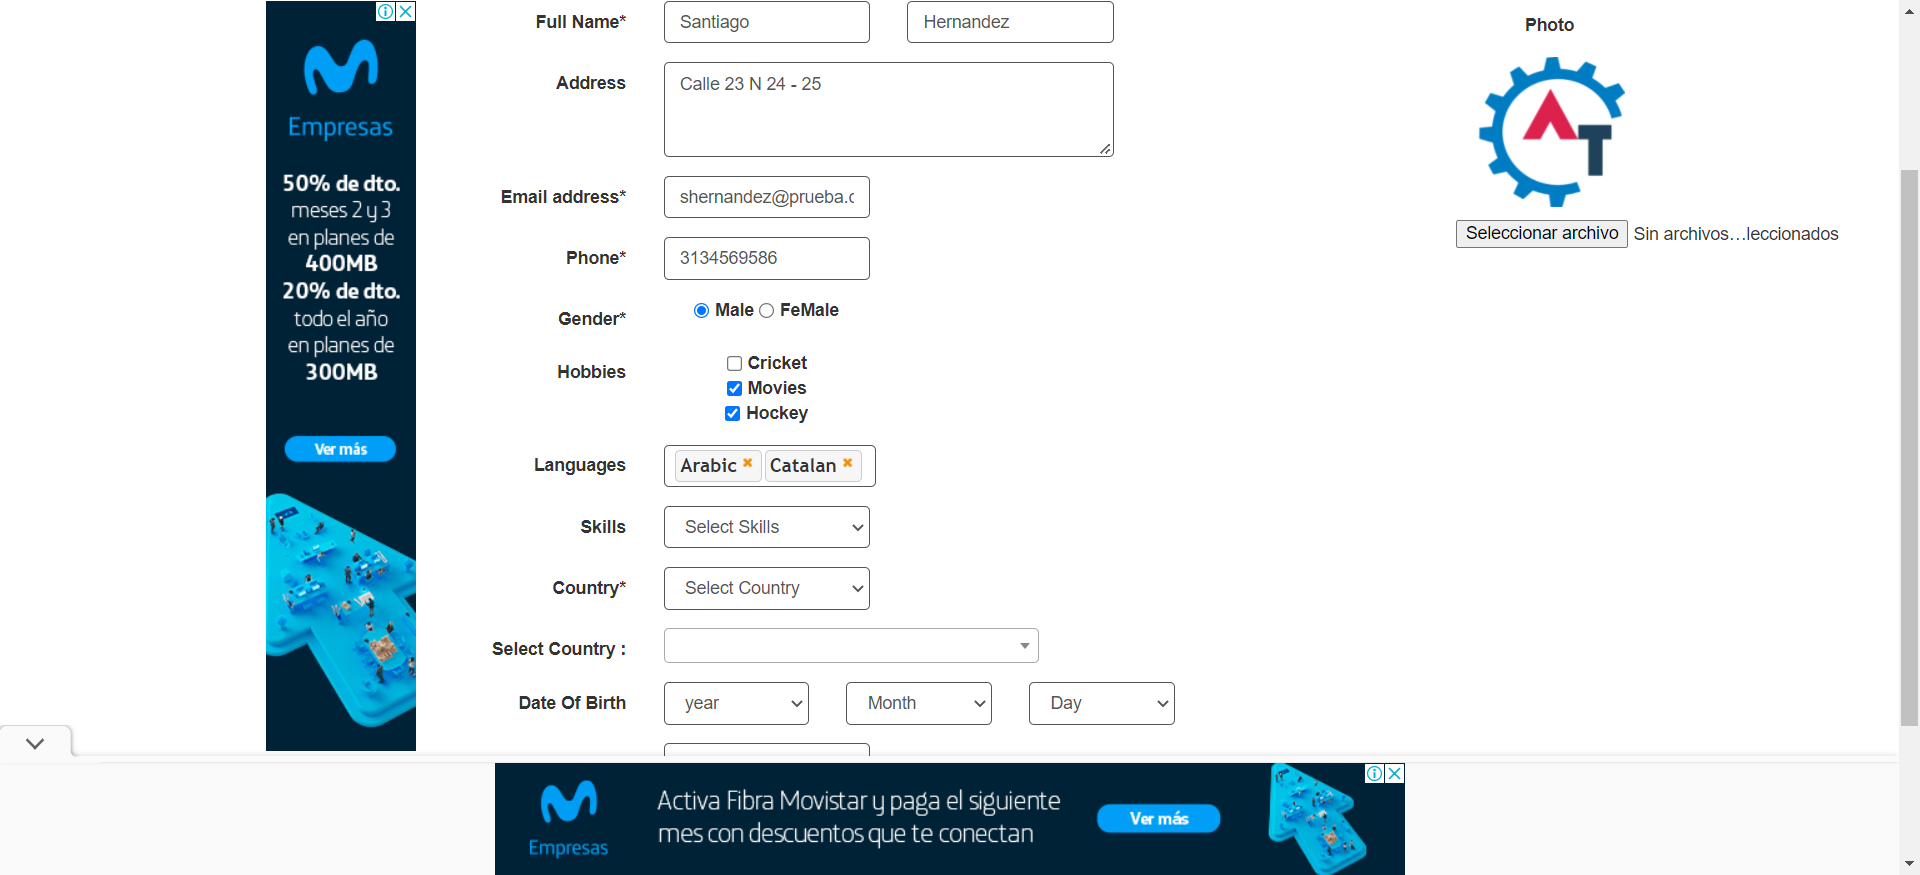 Empresas
50% de dto.
meses 2 y 3
en planes de
400MB
20% de dto.
todo el año
en planes de
300MB
Ver más
Full Name* Santiago Hernandez
Address Calle 23 N 24 - 25
Email address* shernandez@prueba.c
Phone* 3134569586
Gender* Male FeMale
Hobbies Cricket
Movies
Hockey
Languages Arabic Catalan
Skills Select Skills
Country* Select Country
Select Country :
Date Of Birth year Month Day
Photo
AT
Seleccionar archivo Sin archivos…leccionados
Empresas
Activa Fibra Movistar y paga el siguiente
mes con descuentos que te conectan
Ver más